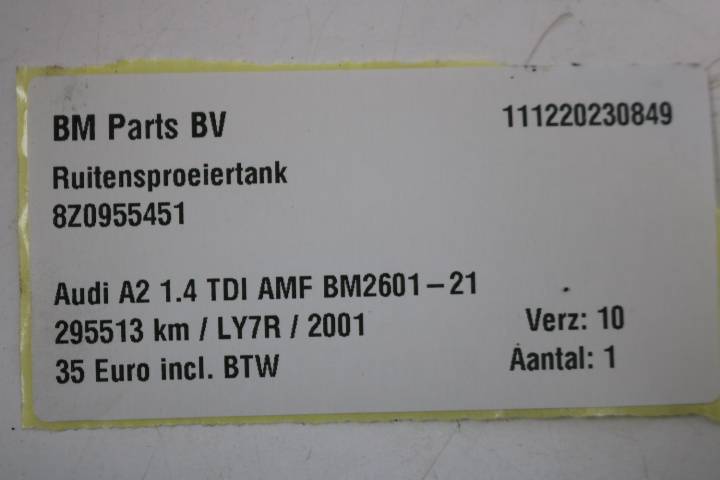 BM Parts BV 111220230849
Ruitensproeiertank
8Z0955451
Audi A2 1.4 TDI AMF BM2601-21
295513 km / LY7R / 2001 Verz: 10
35 Euro incl. BTW Aantal: 1